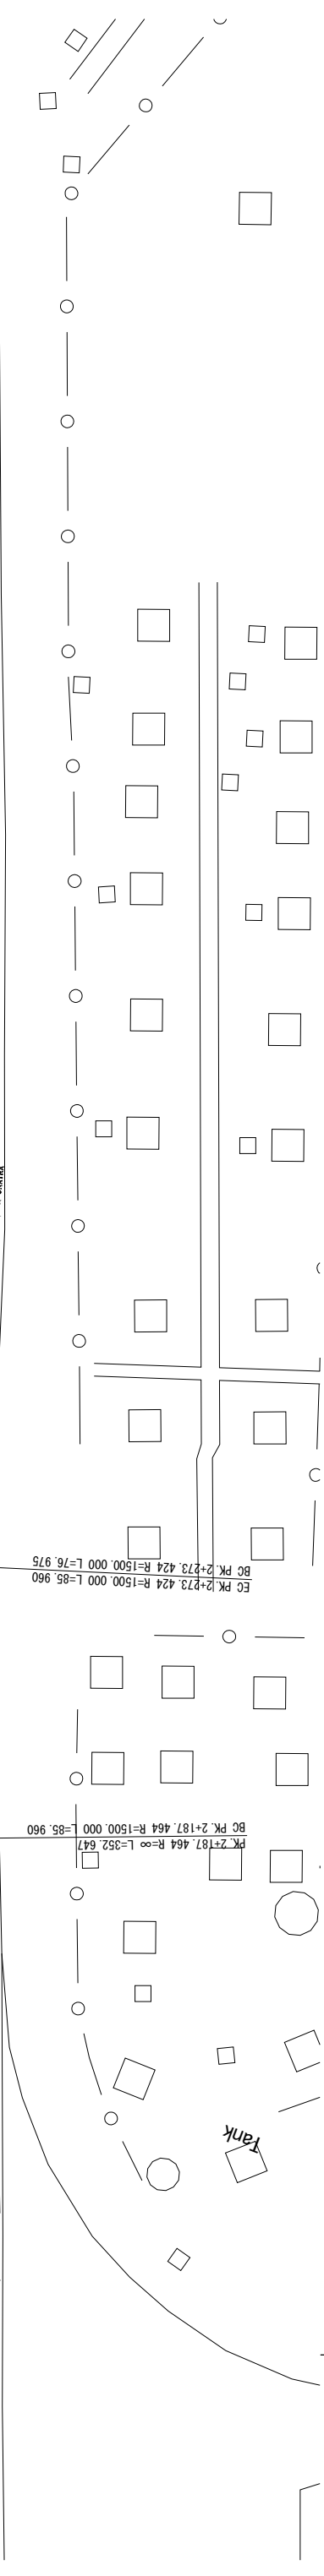 BC PK. 2+273. 424 R=1500. 000 L=76. 975
EC PK. 2+273. 424 R=1500. 000 L=85. 960
BC PK. 2+187. 464 R=1500. 000 L=85. 960
PK. 2+187. 464 R=∞ L=352. 647
Tank